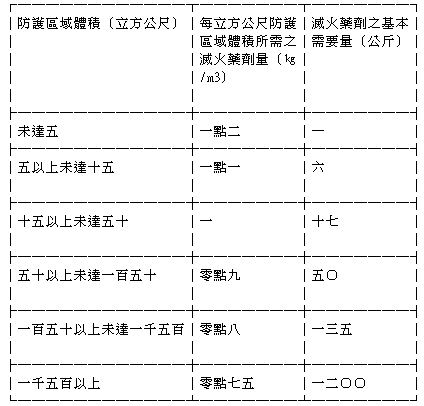 防護區域體積（立方公尺） 每立方公尺防護 滅火藥劑之基本
區域體積所需之 需要量（公斤）
滅火藥劑量（㎏
/m3）
未達五 一點二 一
五以上未達十五 一點一 六
十五以上未達五十 一 十七
五十以上未達一百五十 零點九 五○
一百五十以上未達一千五百 零點八 一三五
一千五百以上 零點七五 一二○○